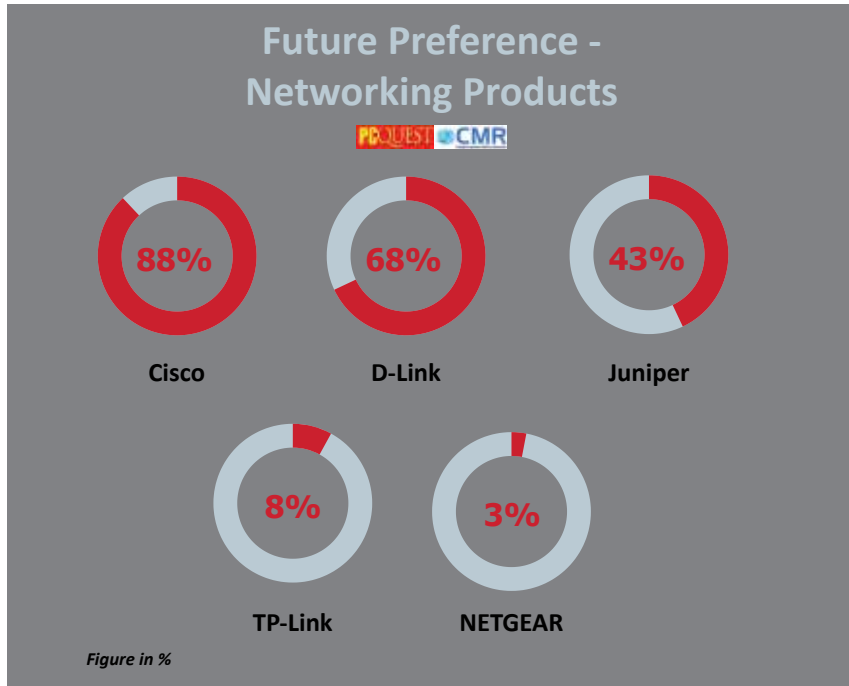 Future Preference -
Networking Products
PCQUEST CMR
88%
68%
43%
Cisco
D-Link
Juniper
8%
3%
TP-Link
NETGEAR
Figure in %